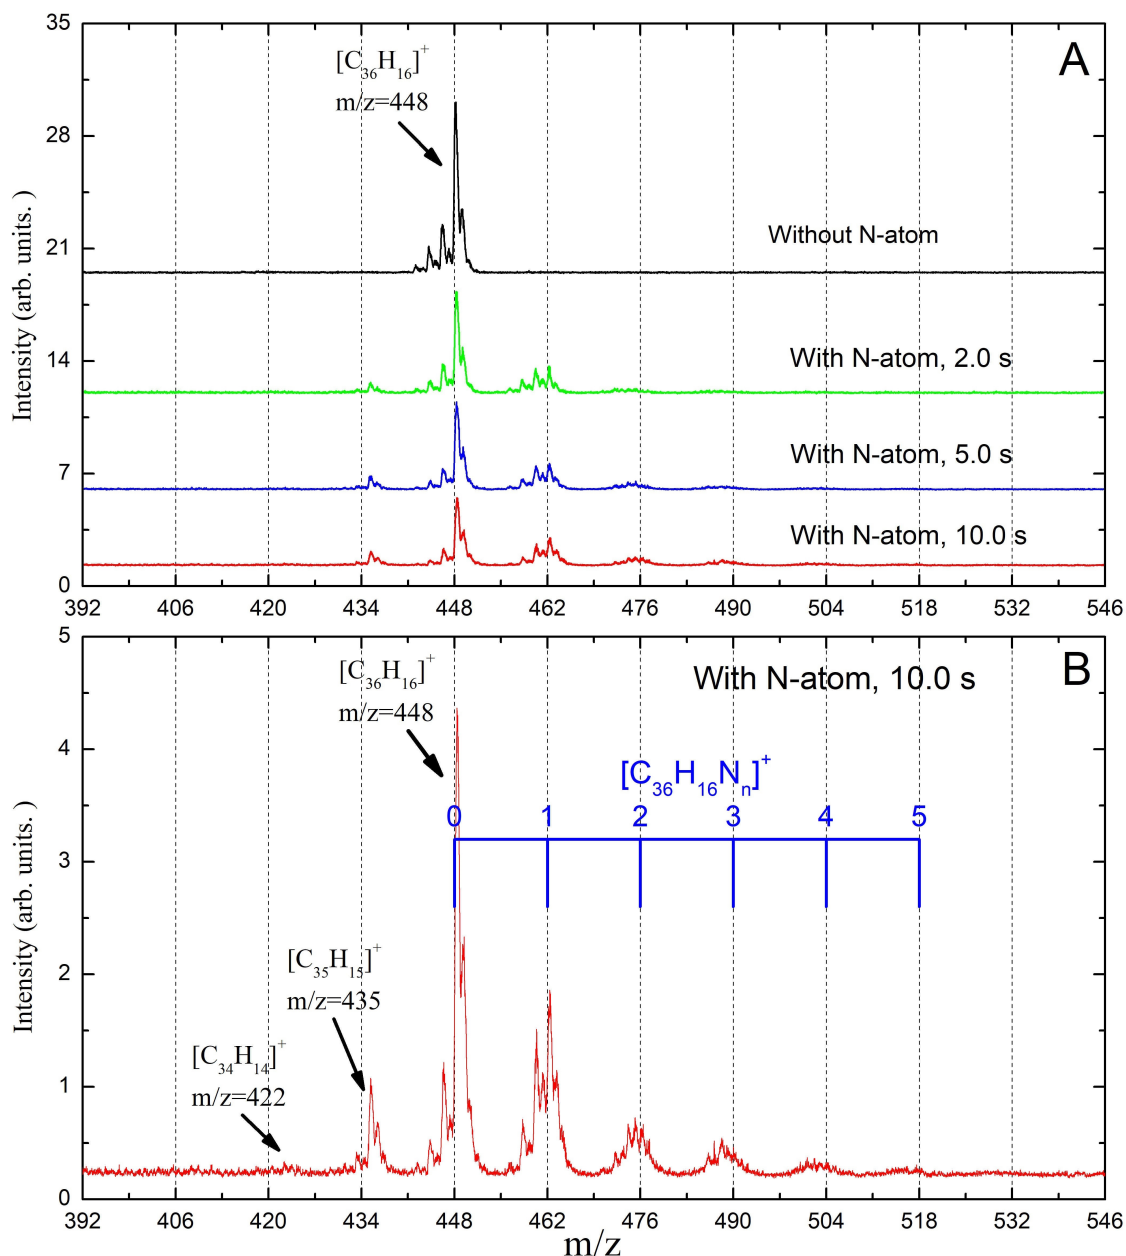 A
[C36H16]+
m/z=448
Without N-atom
With N-atom, 2.0 s
With N-atom, 5.0 s
With N-atom, 10.0 s
35
28
21
14
7
0
Intensity (arb. units. )
392 406 420 434 448 462 476 490 504 518 532 546
B
With N-atom, 10.0 s
[C36H16]+
m/z=448
[C36H16Nn]+
0 1 2 3 4 5
[C35H15]+
m/z=435
[C34H14]+
m/z=422
5
4
3
2
1
0
Intensity (arb. units.)
392 406 420 434 448 462 476 490 504 518 532 546
m/z